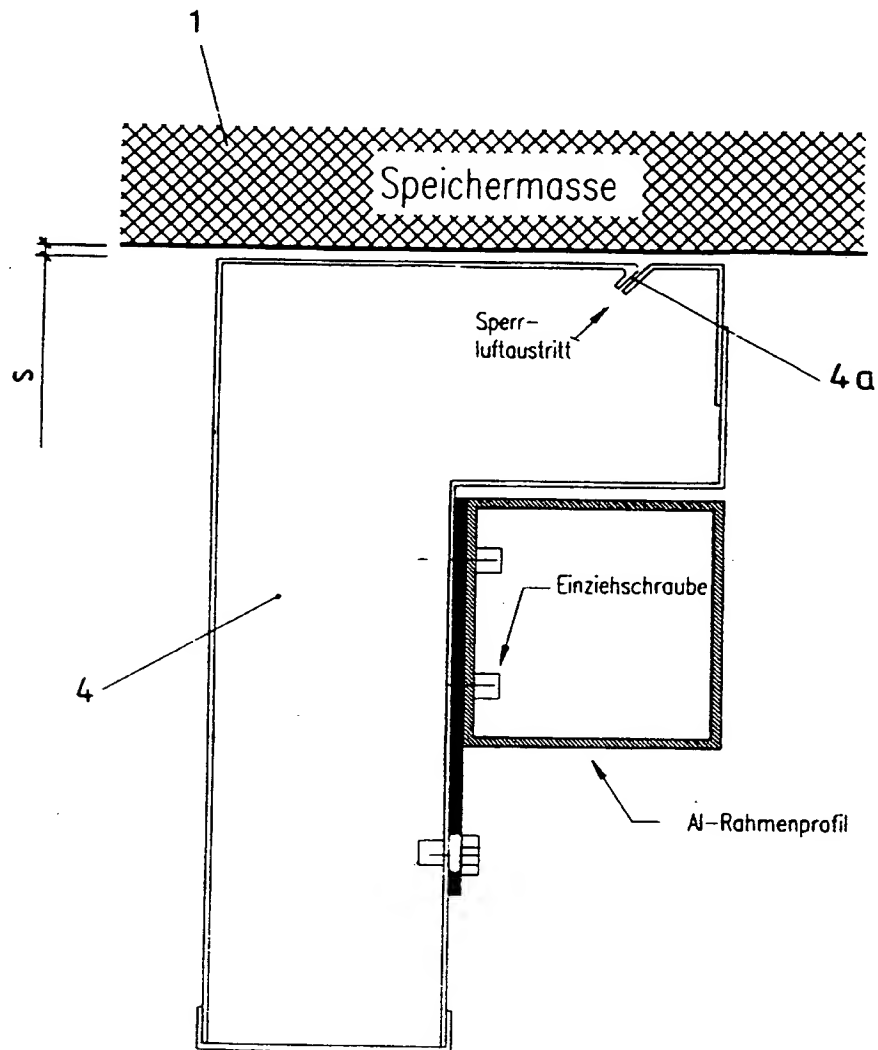 1
Speichermasse
Sperr-
luftaustritt
4a
s
Einziehschraube
4
Al-Rahmenprofil